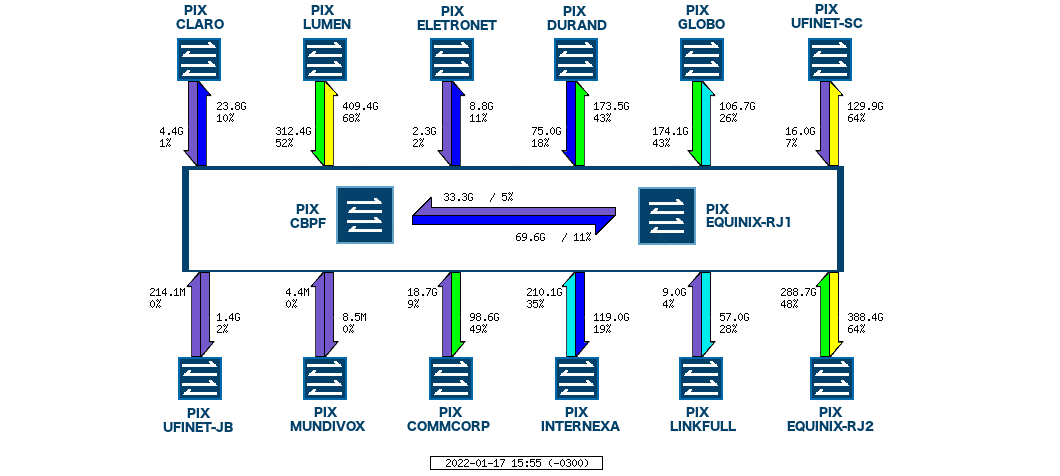 PIX
CLARO
PIX
LUMEN
PIX
ELETRONET
PIX
DURAND
PIX
GLOBO
PIX
UFINET-SC
23.8G
10%
4.4G
1%
409.4G
68%
312.4G
52%
8.8G
11%
2.3G
2%
173.5G
43%
75.0G
18%
106.7G
26%
174.1G
43%
129.9G
64%
16.0G
7%
PIX
CBPF
33.3G / 5%
69.6G / 11%
PIX
EQUINIX-RJ1
214.1M
0%
1.4G
2%
4.4M
0%
8.5M
0%
18.7G
9%
98.6G
49%
210.1G
35%
119.0G
19%
9.0G
4%
57.0G
28%
288.7G
48%
388.4G
64%
PIX
UFINET-JB
PIX
MUNDIVOX
PIX
COMMCORP
PIX
INTERNEXA
PIX
LINKFULL
PIX
EQUINIX-RJ2
2022-01-17 15:55 (-0300)